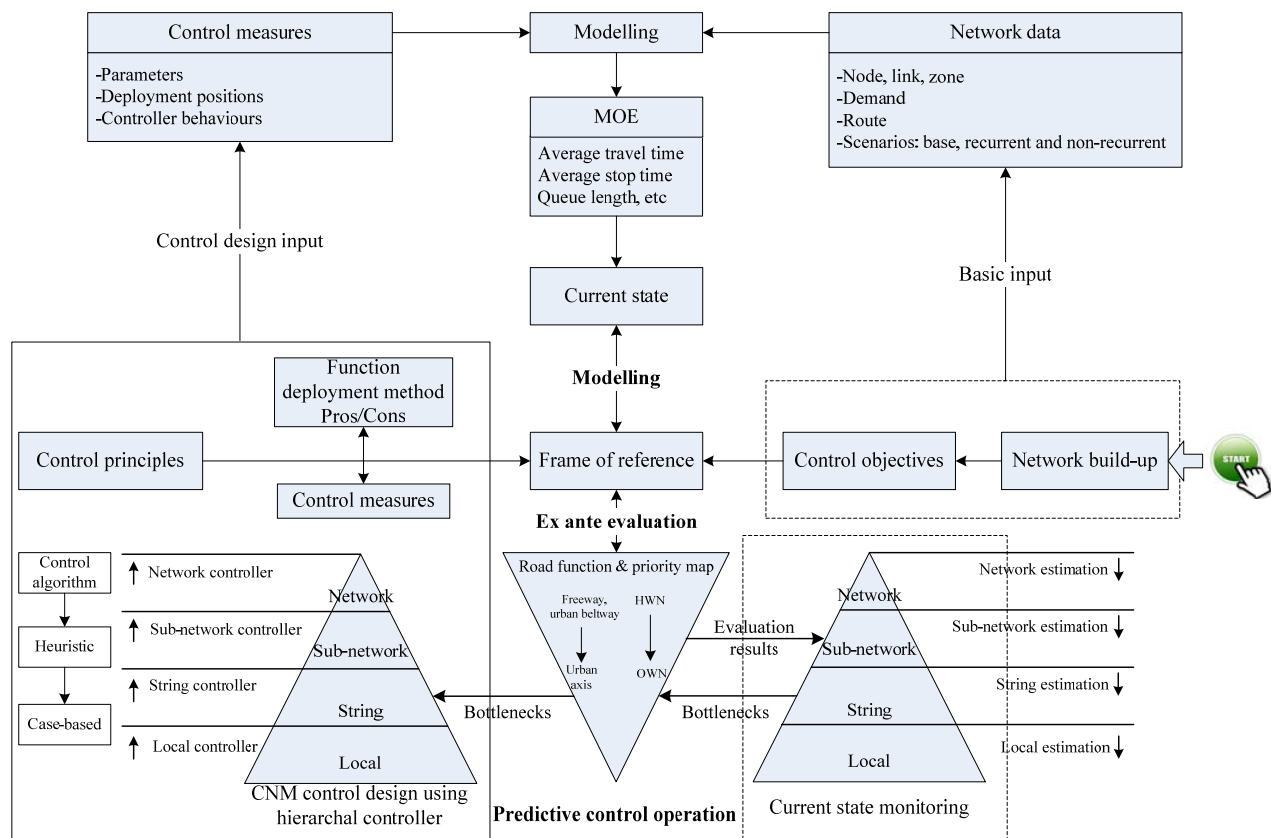 Control measures
-Parameters
-Deployment positions
-Controller behaviours
Modelling
Network data
-Node, link, zone
-Demand
-Route
-Scenarios: base, recurrent and non-recurrent
MOE
Average travel time
Average stop time
Queue length, etc
Control design input
Basic input
Current state
Modelling
Function
deployment method
Pros/Cons
Control principles
Control measures
Frame of reference
Control objectives
Network build-up
START
Ex ante evaluation
Control
algorithm
Heuristic
Case-based
Network controller
Sub-network controller
String controller
Local controller
Network
Sub-network
String
Local
CNM control design using
hierarchal controller
Road function & priority map
Freeway,
urban beltway
Urban
axis
HWN
OWN
Evaluation
results
Bottlenecks
Bottlenecks
Predictive control operation
Network
Sub-network
String
Local
Network estimation
Sub-network estimation
String estimation
Local estimation
Current state monitoring